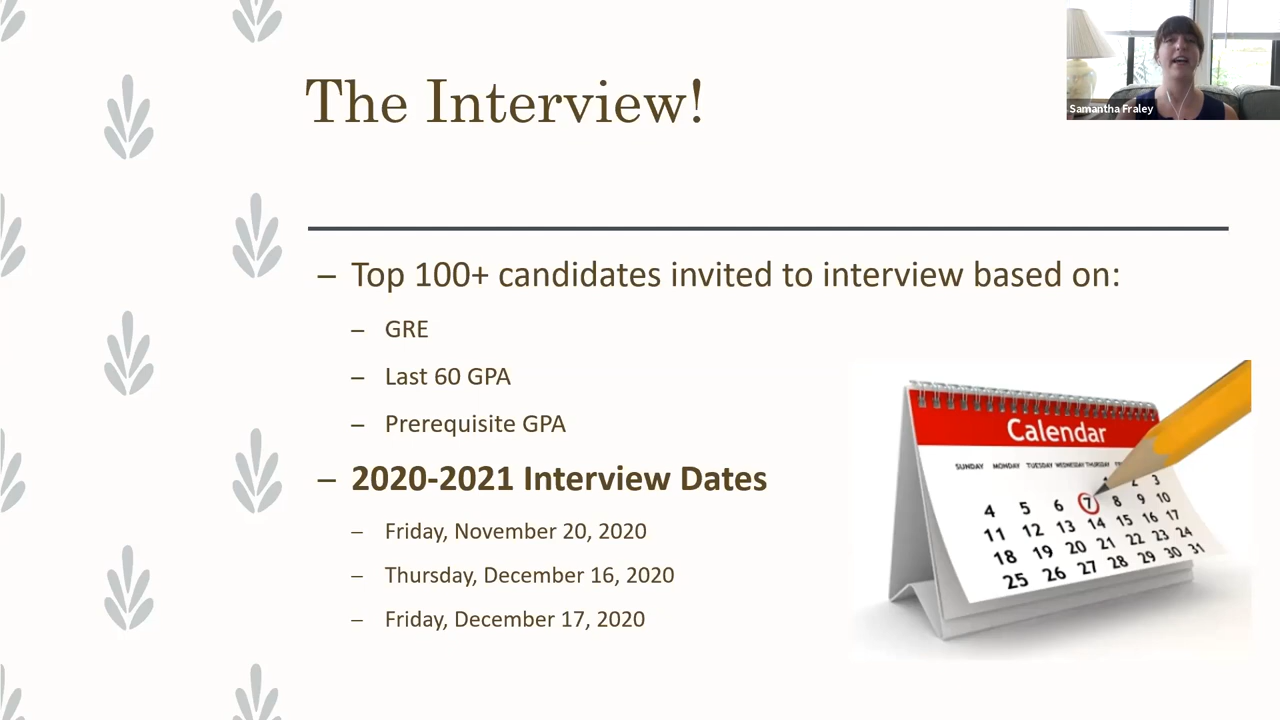 Samantha Fraley
The Interview!
– Top 100+ candidates invited to interview based on:
– GRE
– Last 60 GPA
– Prerequisite GPA
– 2020-2021 Interview Dates
– Friday, November 20, 2020
– Thursday, December 16, 2020
– Friday, December 17, 2020
Calendar
SUNDAY MONDAY TUESDAY WEDNESDAY THURSDAY
1 2 3
4 5 6 7 8 9 10
11 12 13 14 15 16 17
18 19 20 21 22 23 24
25 26 27 28 29 30 31